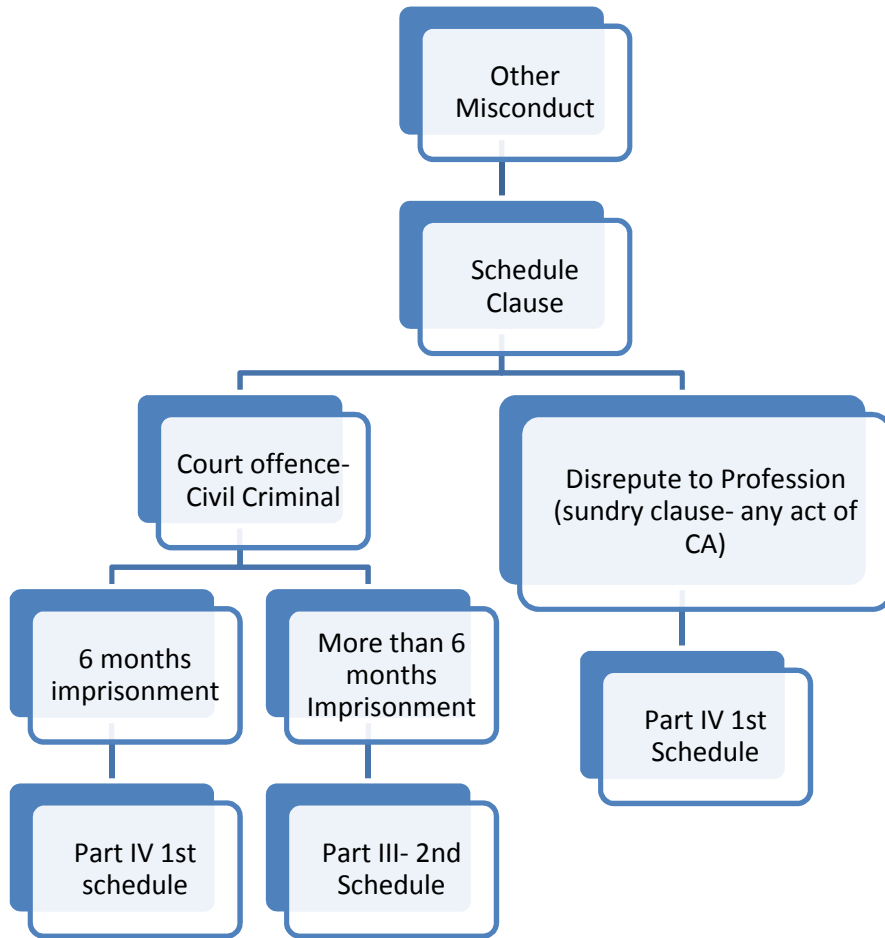 Other
Misconduct
Schedule
Clause
Court offence-
Civil Criminal
Disrepute to Profession
(sundry clause- any act of
CA)
6 months
imprisonment
More than 6
months
Imprisonment
Part IV 1st
Schedule
Part IV 1st
schedule
Part III- 2nd
Schedule